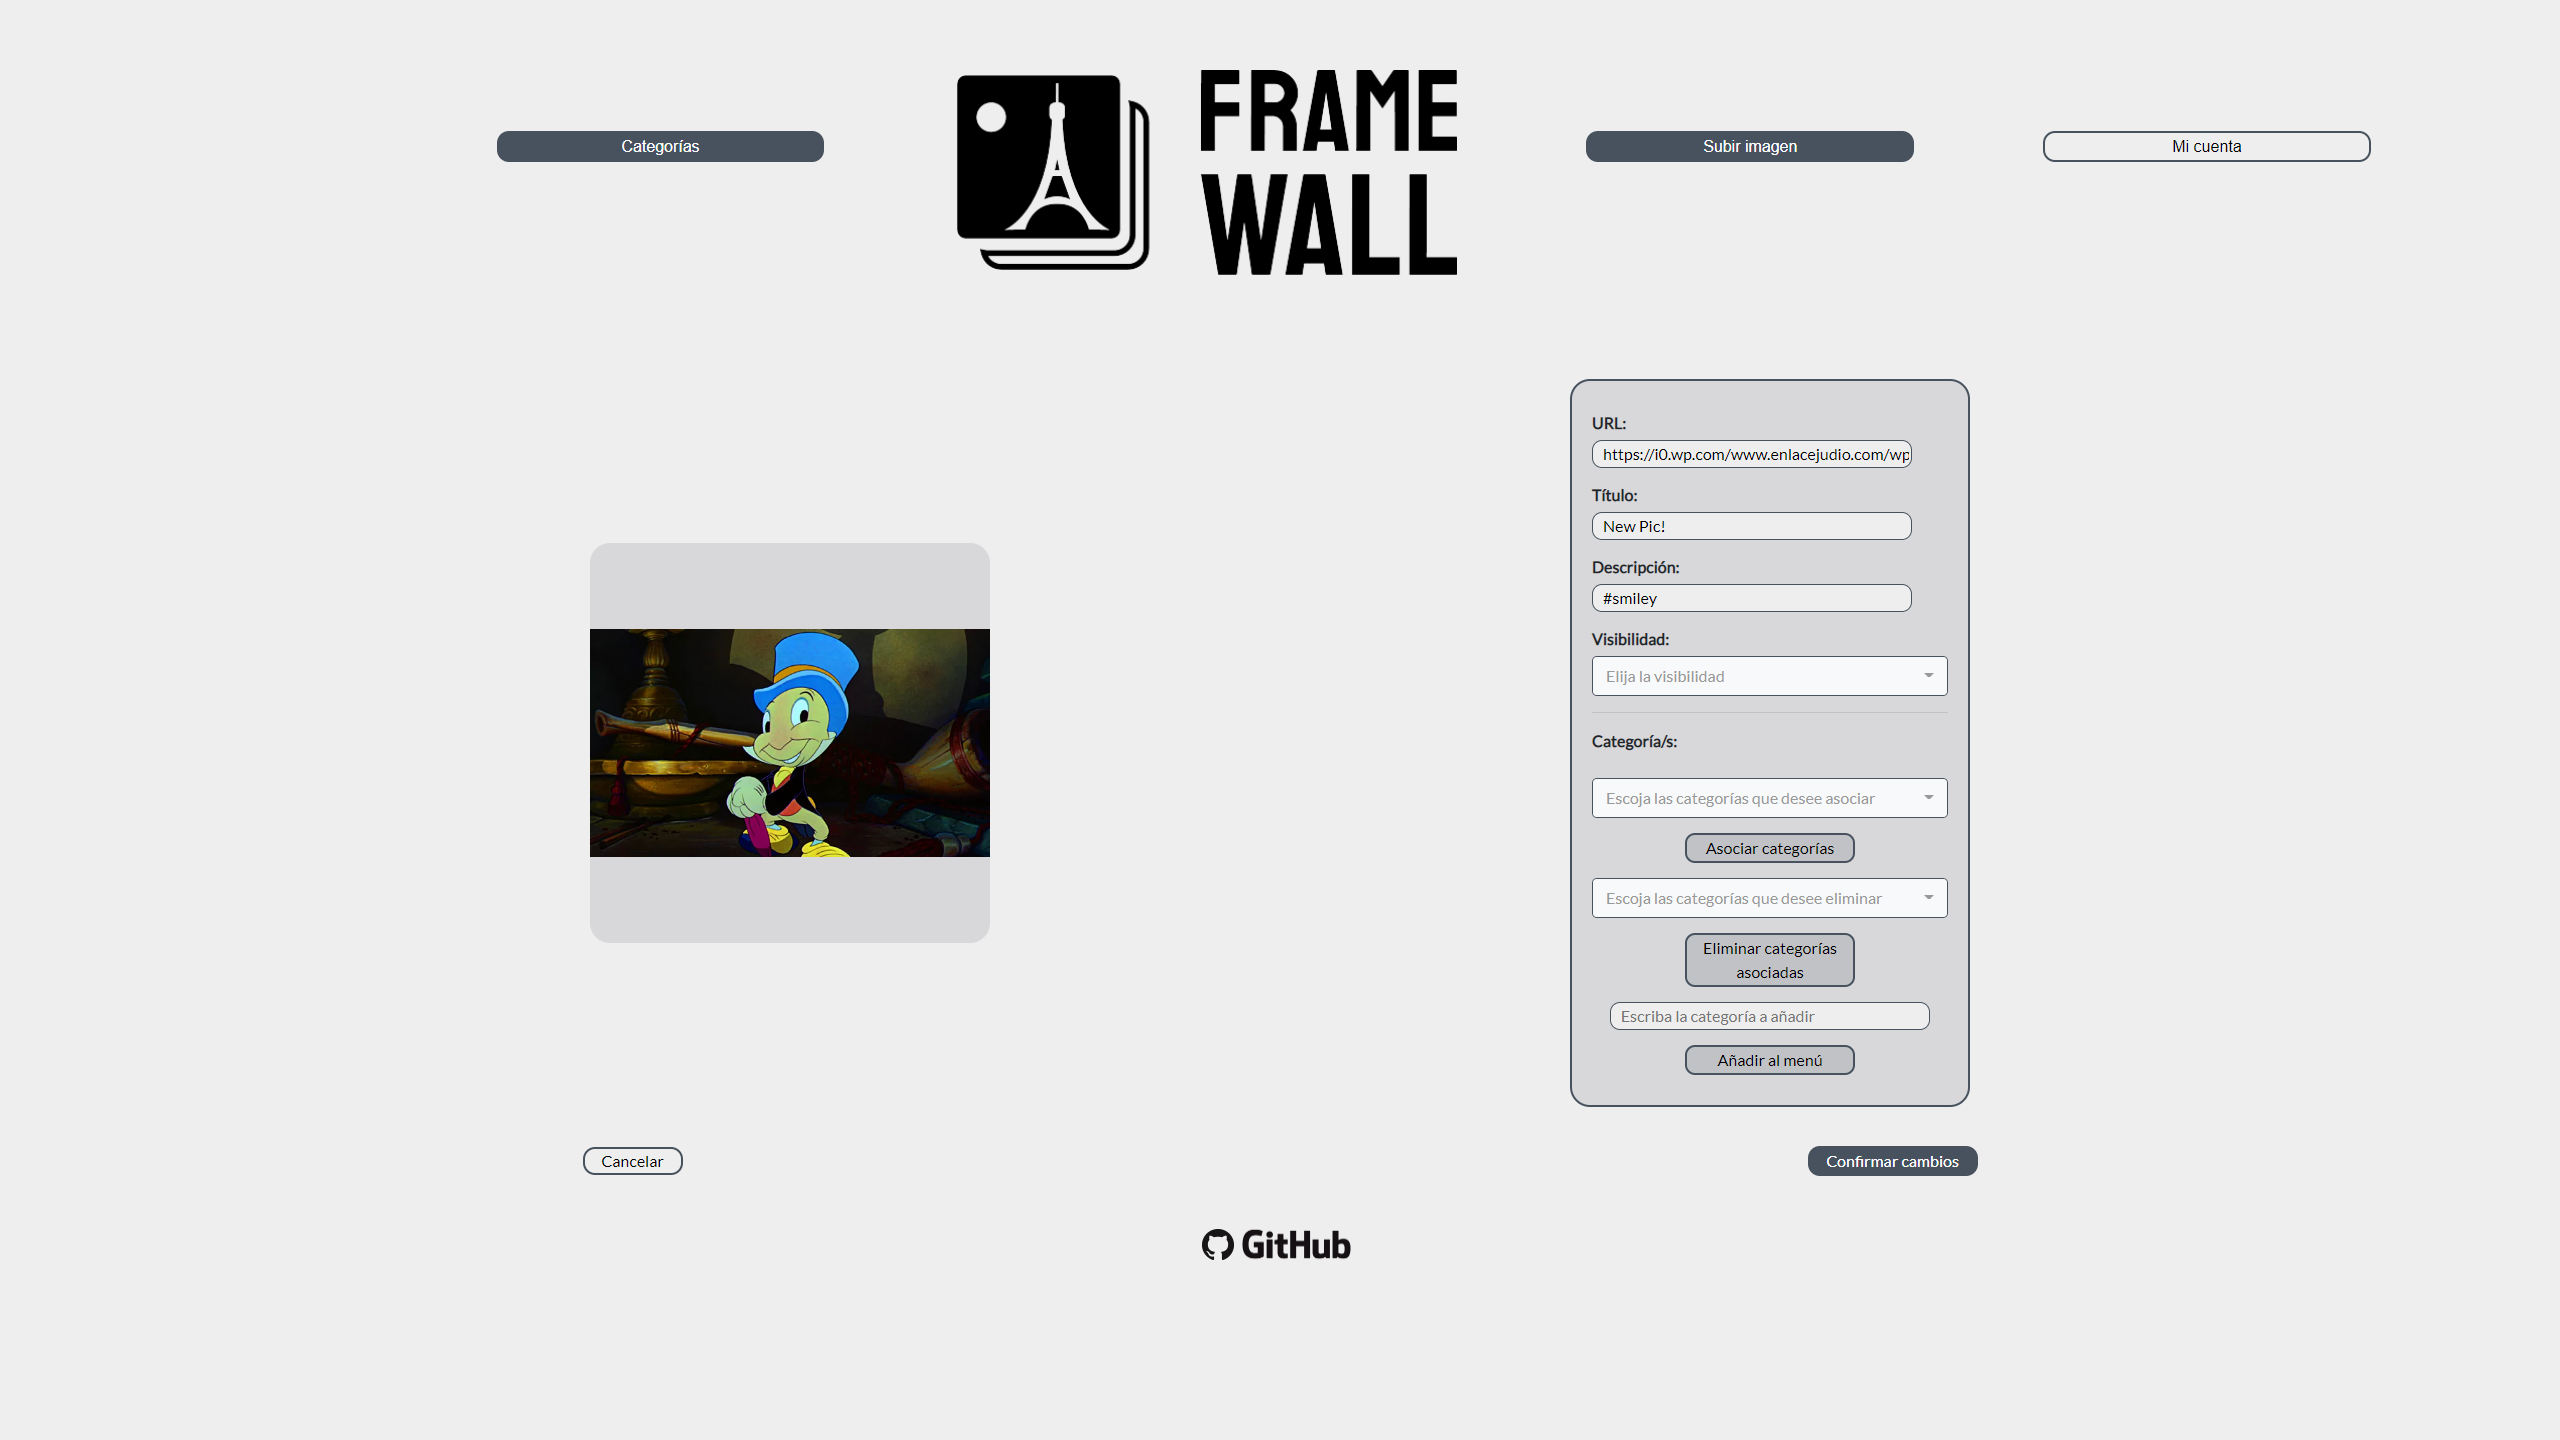 Categorías
FRAME
WALL
Subir imagen
Mi cuenta
URL:
https://i0.wp.com/www.enlacejudio.com/wp
Título:
New Pic!
Descripción:
#smiley
Visibilidad:
Elija la visibilidad
Categoría/s:
Escoja las categorías que desee asociar
Asociar categorías
Escoja las categorías que desee eliminar
Eliminar categorías
asociadas
Escriba la categoría a añadir
Añadir al menú
Cancelar
Confirmar cambios
GitHub